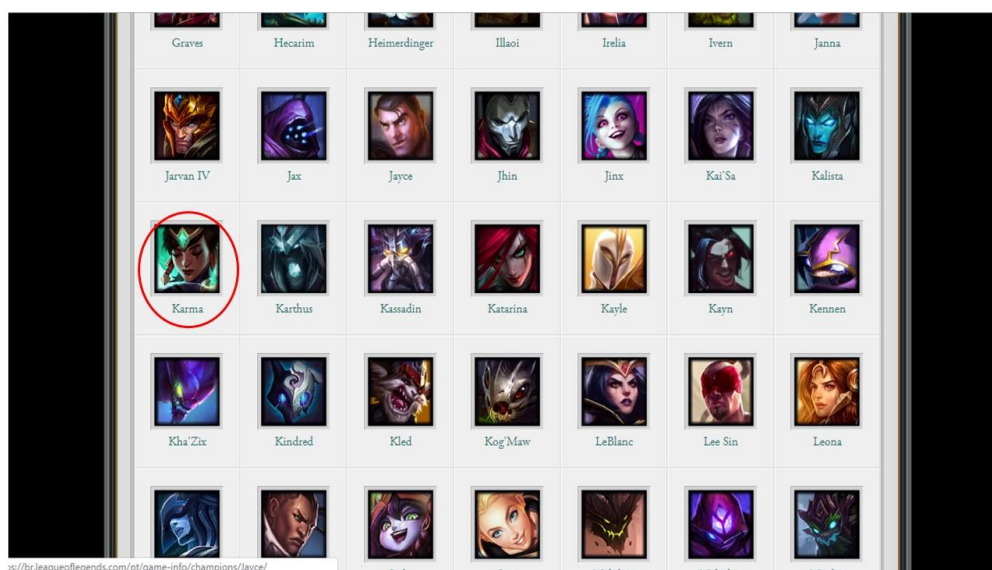 Graves Hecarim Heimerdinger Illaoi Irelia Ivern Janna
Jarvan IV Jax Jayce Jhin Jinx Kai'Sa Kalista
Karma Karthus Kassadin Katarina Kayle Kayn Kennen
Kha'Zix Kindred Kled Kog'Maw LeBlanc Lee Sin Leona
ps://br.leagueoflegends.com/pt/game-info/champions/Jayce/